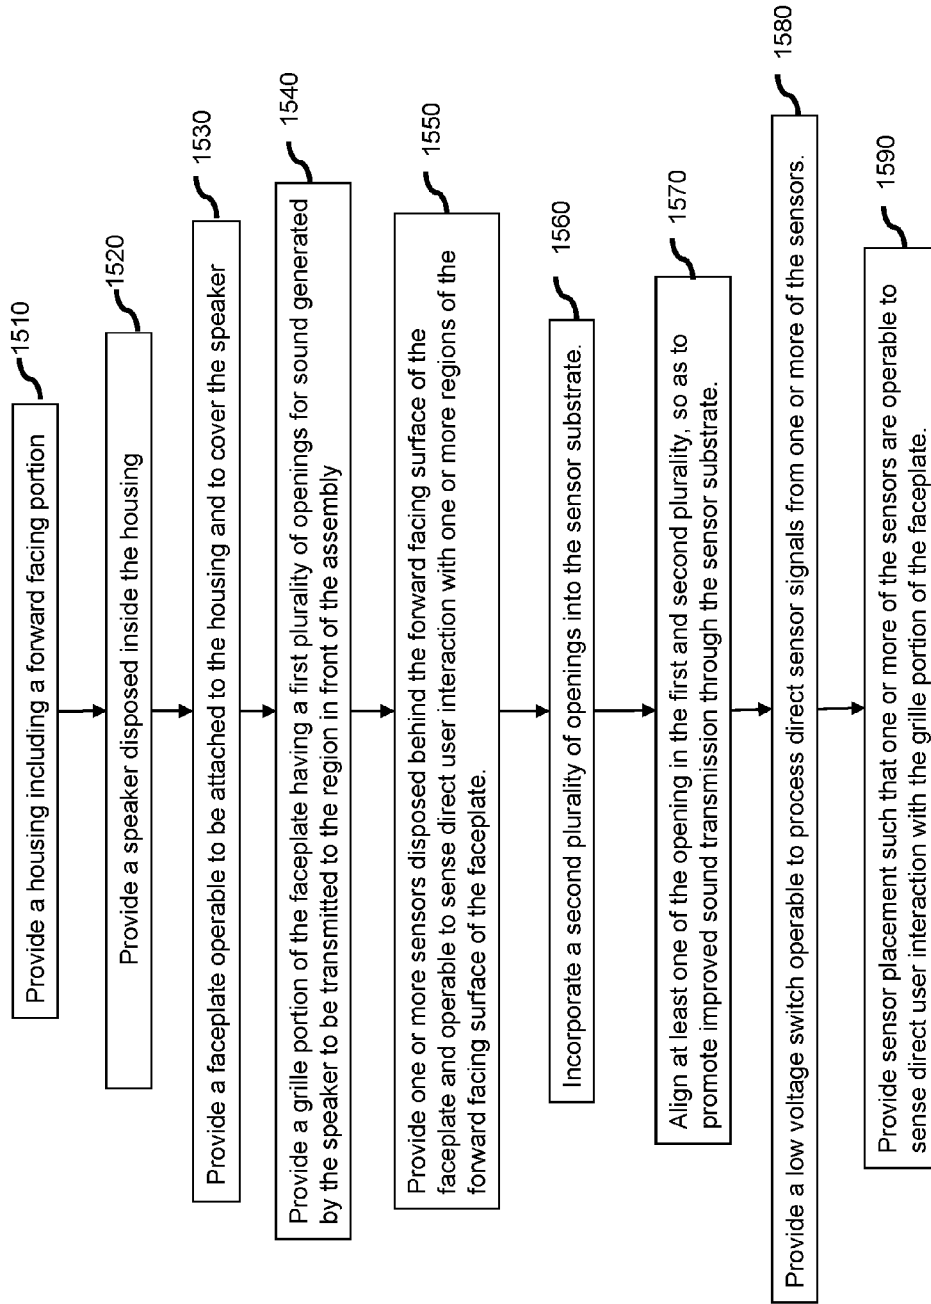 Provide a housing including a forward facing portion
1510
Provide a speaker disposed inside the housing
1520
Provide a faceplate operable to be attached to the housing and to cover the speaker
1530
Provide a grille portion of the faceplate having a first plurality of openings for sound generated
by the speaker to be transmitted to the region in front of the assembly
1540
Provide one or more sensors disposed behind the forward facing surface of the
faceplate and operable to sense direct user interaction with one or more regions of the
forward facing surface of the faceplate.
1550
Incorporate a second plurality of openings into the sensor substrate.
1560
Align at least one of the opening in the first and second plurality, so as to
promote improved sound transmission through the sensor substrate.
1570
Provide a low voltage switch operable to process direct sensor signals from one or more of the sensors.
1580
Provide sensor placement such that one or more of the sensors are operable to
sense direct user interaction with the grille portion of the faceplate.
1590